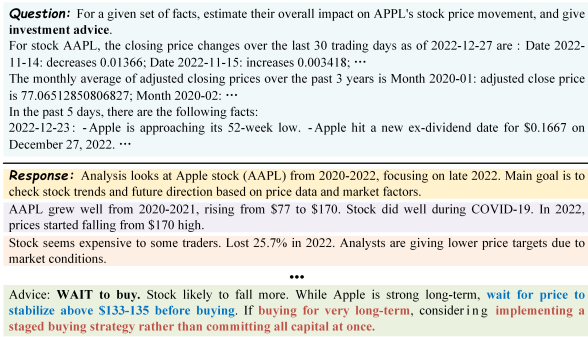 Question: For a given set of facts, estimate their overall impact on APPL's stock price movement, and give
investment advice.
For stock AAPL, the closing price changes over the last 30 trading days as of 2022-12-27 are : Date 2022-
11-14: decreases 0.01366; Date 2022-11-15: increases 0.003418; ···
The monthly average of adjusted closing prices over the past 3 years is Month 2020-01: adjusted close price
is 77.06512850806827; Month 2020-02: ···
In the past 5 days, there are the following facts:
2022-12-23: -Apple is approaching its 52-week low. -Apple hit a new ex-dividend date for $0.1667 on
December 27, 2022. ···
Response: Analysis looks at Apple stock (AAPL) from 2020-2022, focusing on late 2022. Main goal is to
check stock trends and future direction based on price data and market factors.
AAPL grew well from 2020-2021, rising from $77 to $170. Stock did well during COVID-19. In 2022,
prices started falling from $170 high.
Stock seems expensive to some traders. Lost 25.7% in 2022. Analysts are giving lower price targets due to
market conditions.
•••
Advice: WAIT to buy. Stock likely to fall more. While Apple is strong long-term, wait for price to
stabilize above $133-135 before buying. If buying for very long-term, considering implementing a
staged buying strategy rather than committing all capital at once.